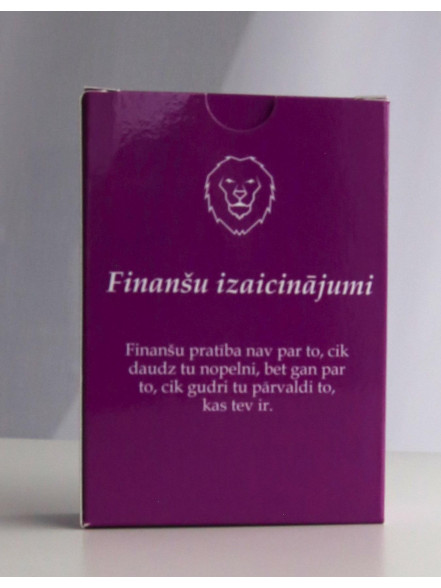 Finanšu izaicinājumi
Finanšu pratība nav par to, cik
daudz tu nopelni, bet gan par
to, cik gudri tu pārvaldi to,
kas tev ir.